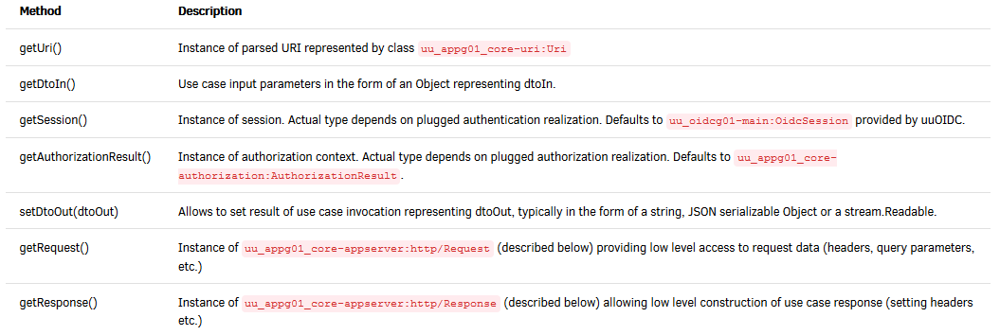 Method Description
getUri() Instance of parsed URI represented by class uu_appg01_core-uri:Uri
getDtoIn() Use case input parameters in the form of an Object representing dtoIn.
getSession() Instance of session. Actual type depends on plugged authentication realization. Defaults to uu_oidcg01-main:OidcSession provided by uuOIDC.
getAuthorizationResult() Instance of authorization context. Actual type depends on plugged authorization realization. Defaults to uu_appg01_core-
authorization:AuthorizationResult.
setDtoOut(dtoOut) Allows to set result of use case invocation representing dtoOut, typically in the form of a string, JSON serializable Object or a stream.Readable.
getRequest() Instance of uu_appg01_core-appserver:http/Request (described below) providing low level access to request data (headers, query parameters,
etc.)
getResponse() Instance of uu_appg01_core-appserver:http/Response (described below) allowing low level construction of use case response (setting headers
etc.)